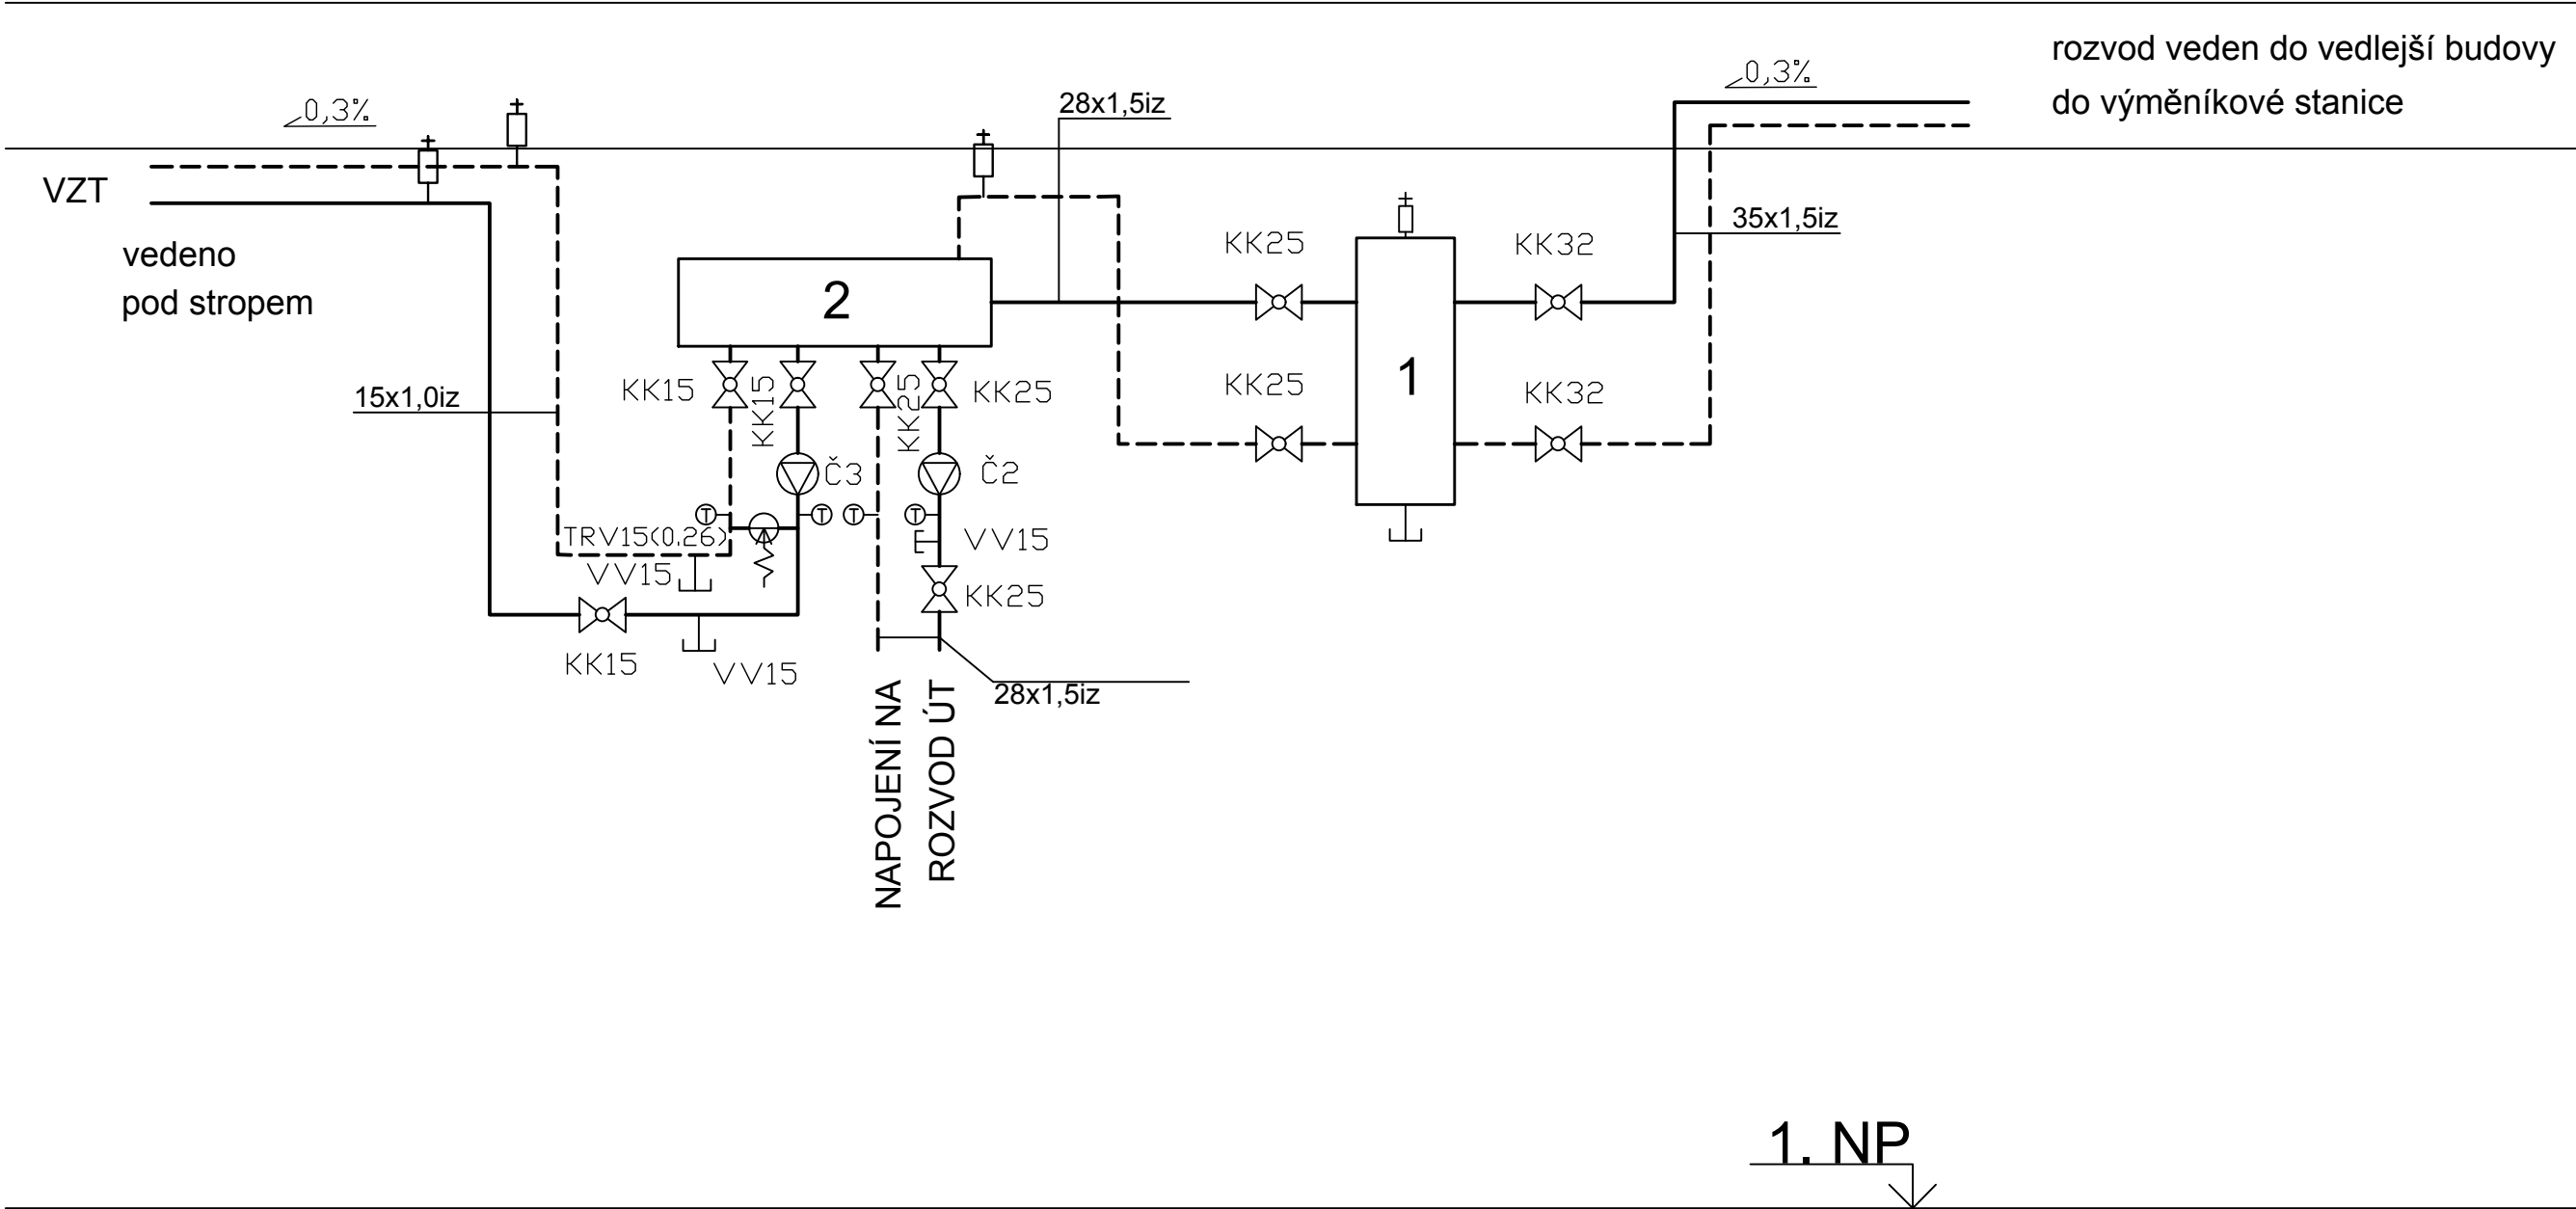 rozvod veden do vedlejší budovy
do výměníkové stanice
0,3%
0,3%
28x1,5iz
VZT
35x1,5iz
vedeno
pod stropem
KK25
KK32
2
1
KK15
KK15
KK25
KK25
KK25
KK32
15x1,0iz
Č3
Č2
T
T
T
T
TRV15(0.26)
VV15
VV15
KK25
KK15
VV15
28x1,5iz
NAPOJENÍ NA
ROZVOD ÚT
1. NP